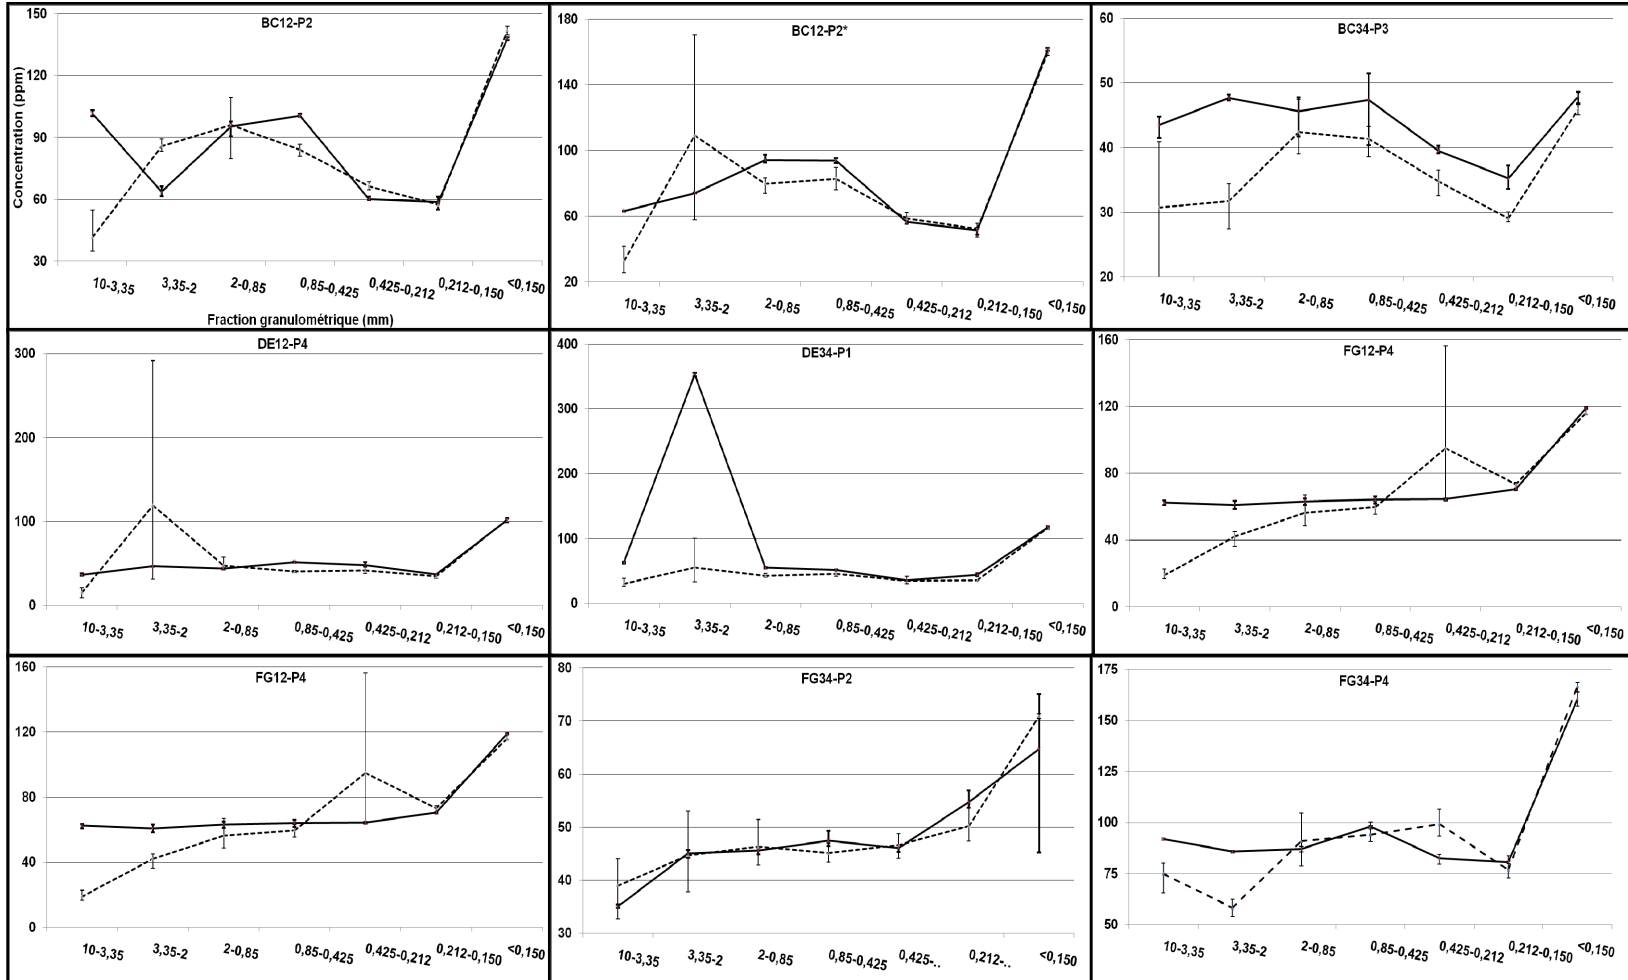 BC12-P2
Concentration (ppm)
150
120
90
60
30
10-3,35 3,35-2 2-0,85 0,85-0,425 0,425-0,212 0,212-0,150 <0,150
Fraction granulométrique (mm)
BC12-P2*
180
140
100
60
20
10-3,35 3,35-2 2-0,85 0,85-0,425 0,425-0,212 0,212-0,150 <0,150
BC34-P3
60
50
40
30
20
10-3,35 3,35-2 2-0,85 0,85-0,425 0,425-0,212 0,212-0,150 <0,150
DE12-P4
300
200
100
0
10-3,35 3,35-2 2-0,85 0,85-0,425 0,425-0,212 0,212-0,150 <0,150
DE34-P1
400
300
200
100
0
10-3,35 3,35-2 2-0,85 0,85-0,425 0,425-0,212 0,212-0,150 <0,150
FG12-P4
160
120
80
40
0
10-3,35 3,35-2 2-0,85 0,85-0,425 0,425-0,212 0,212-0,150 <0,150
FG12-P4
160
120
80
40
0
10-3,35 3,35-2 2-0,85 0,85-0,425 0,425-0,212 0,212-0,150 <0,150
FG34-P2
80
70
60
50
40
30
10-3,35 3,35-2 2-0,85 0,85-0,425 0,425-.. 0,212-.. <0,150
FG34-P4
175
150
125
100
75
50
10-3,35 3,35-2 2-0,85 0,85-0,425 0,425-0,212 0,212-0,150 <0,150